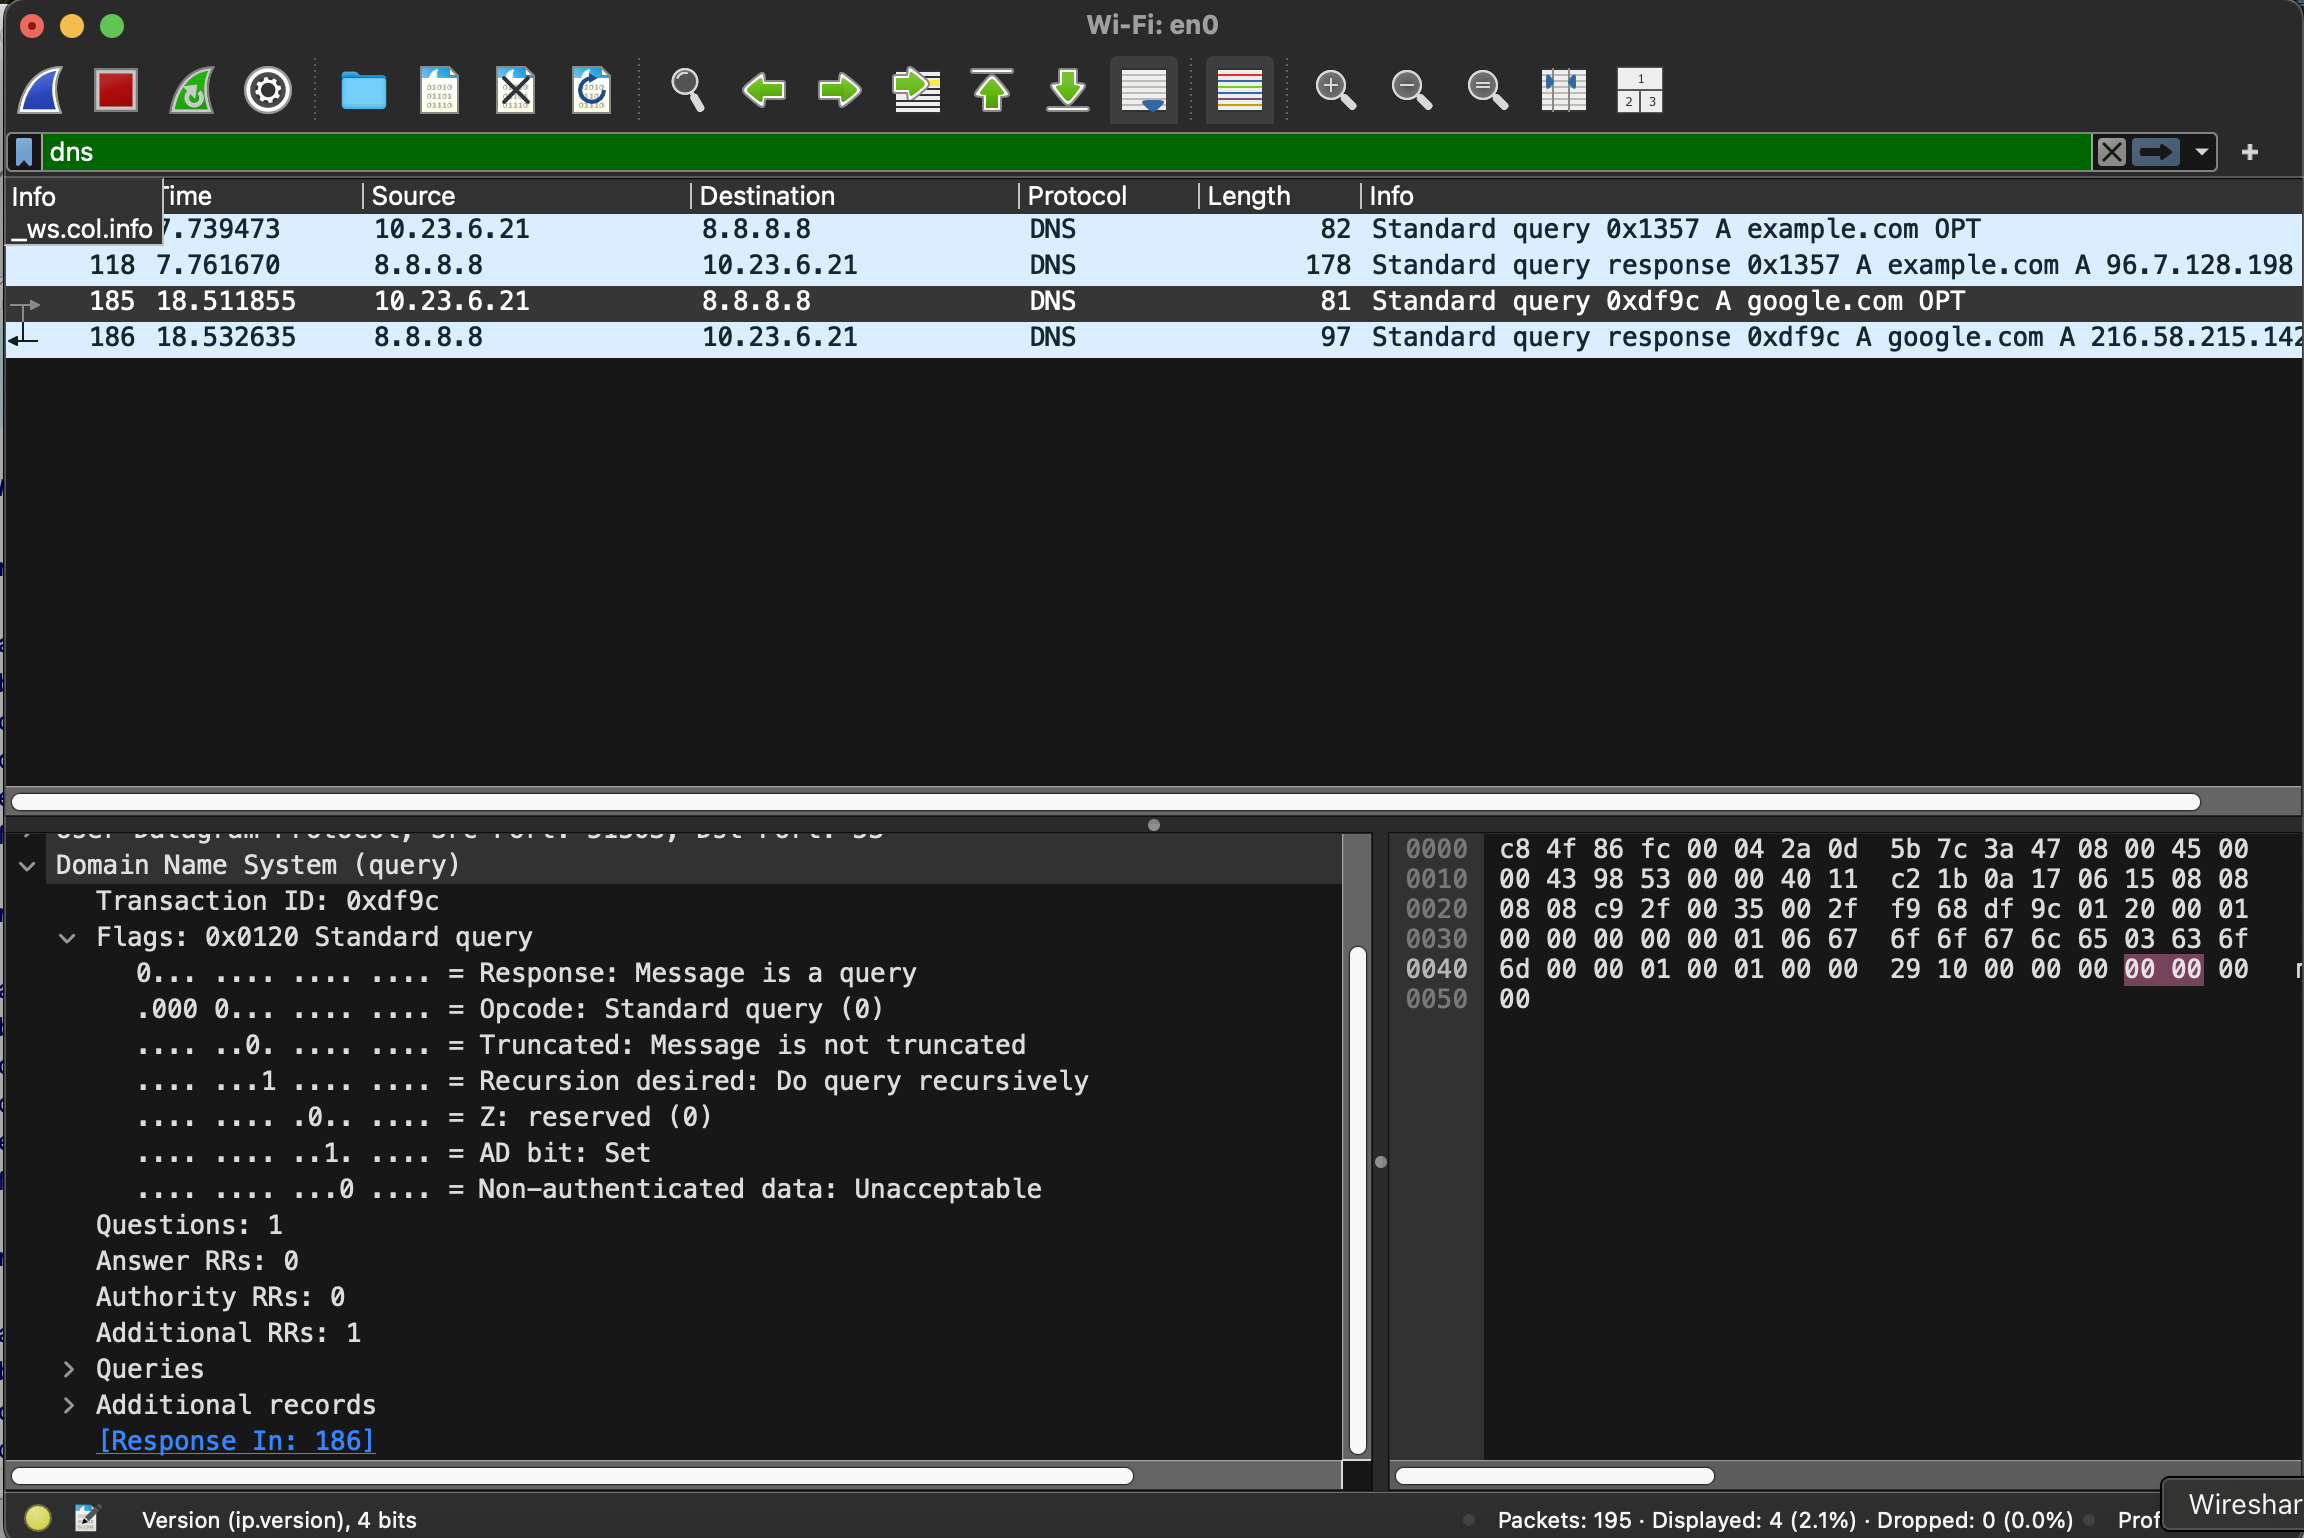 Wi-Fi: en0
dns
Info
_ws.col.info
Time Source Destination Protocol Length Info
7.739473 10.23.6.21 8.8.8.8 DNS 82 Standard query 0x1357 A example.com OPT
118 7.761670 8.8.8.8 10.23.6.21 DNS 178 Standard query response 0x1357 A example.com A 96.7.128.198
185 18.511855 10.23.6.21 8.8.8.8 DNS 81 Standard query 0xdf9c A google.com OPT
186 18.532635 8.8.8.8 10.23.6.21 DNS 97 Standard query response 0xdf9c A google.com A 216.58.215.142
Domain Name System (query)
Transaction ID: 0xdf9c
Flags: 0x0120 Standard query
0... .... .... .... = Response: Message is a query
.000 0... .... .... = Opcode: Standard query (0)
.... ..0. .... .... = Truncated: Message is not truncated
.... ...1 .... .... = Recursion desired: Do query recursively
.... .... .0.. .... = Z: reserved (0)
.... .... ..1. .... = AD bit: Set
.... .... ...0 .... = Non-authenticated data: Unacceptable
Questions: 1
Answer RRs: 0
Authority RRs: 0
Additional RRs: 1
Queries
Additional records
[Response In: 186]
0000 c8 4f 86 fc 00 04 2a 0d 5b 7c 3a 47 08 00 45 00
0010 00 43 98 53 00 00 40 11 c2 1b 0a 17 06 15 08 08
0020 08 08 c9 2f 00 35 00 2f f9 68 df 9c 01 20 00 01
0030 00 00 00 00 00 01 06 67 6f 6f 67 6c 65 03 63 6f
0040 6d 00 00 01 00 01 00 00 29 10 00 00 00 00 00 00
0050 00
Version (ip.version), 4 bits
Packets: 195 · Displayed: 4 (2.1%) · Dropped: 0 (0.0%)
Prof
Wireshar